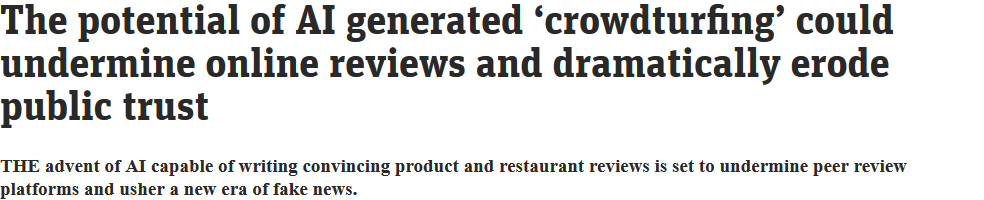 The potential of AI generated ‘crowdturfing’ could
undermine online reviews and dramatically erode
public trust
THE advent of AI capable of writing convincing product and restaurant reviews is set to undermine peer review
platforms and usher a new era of fake news.